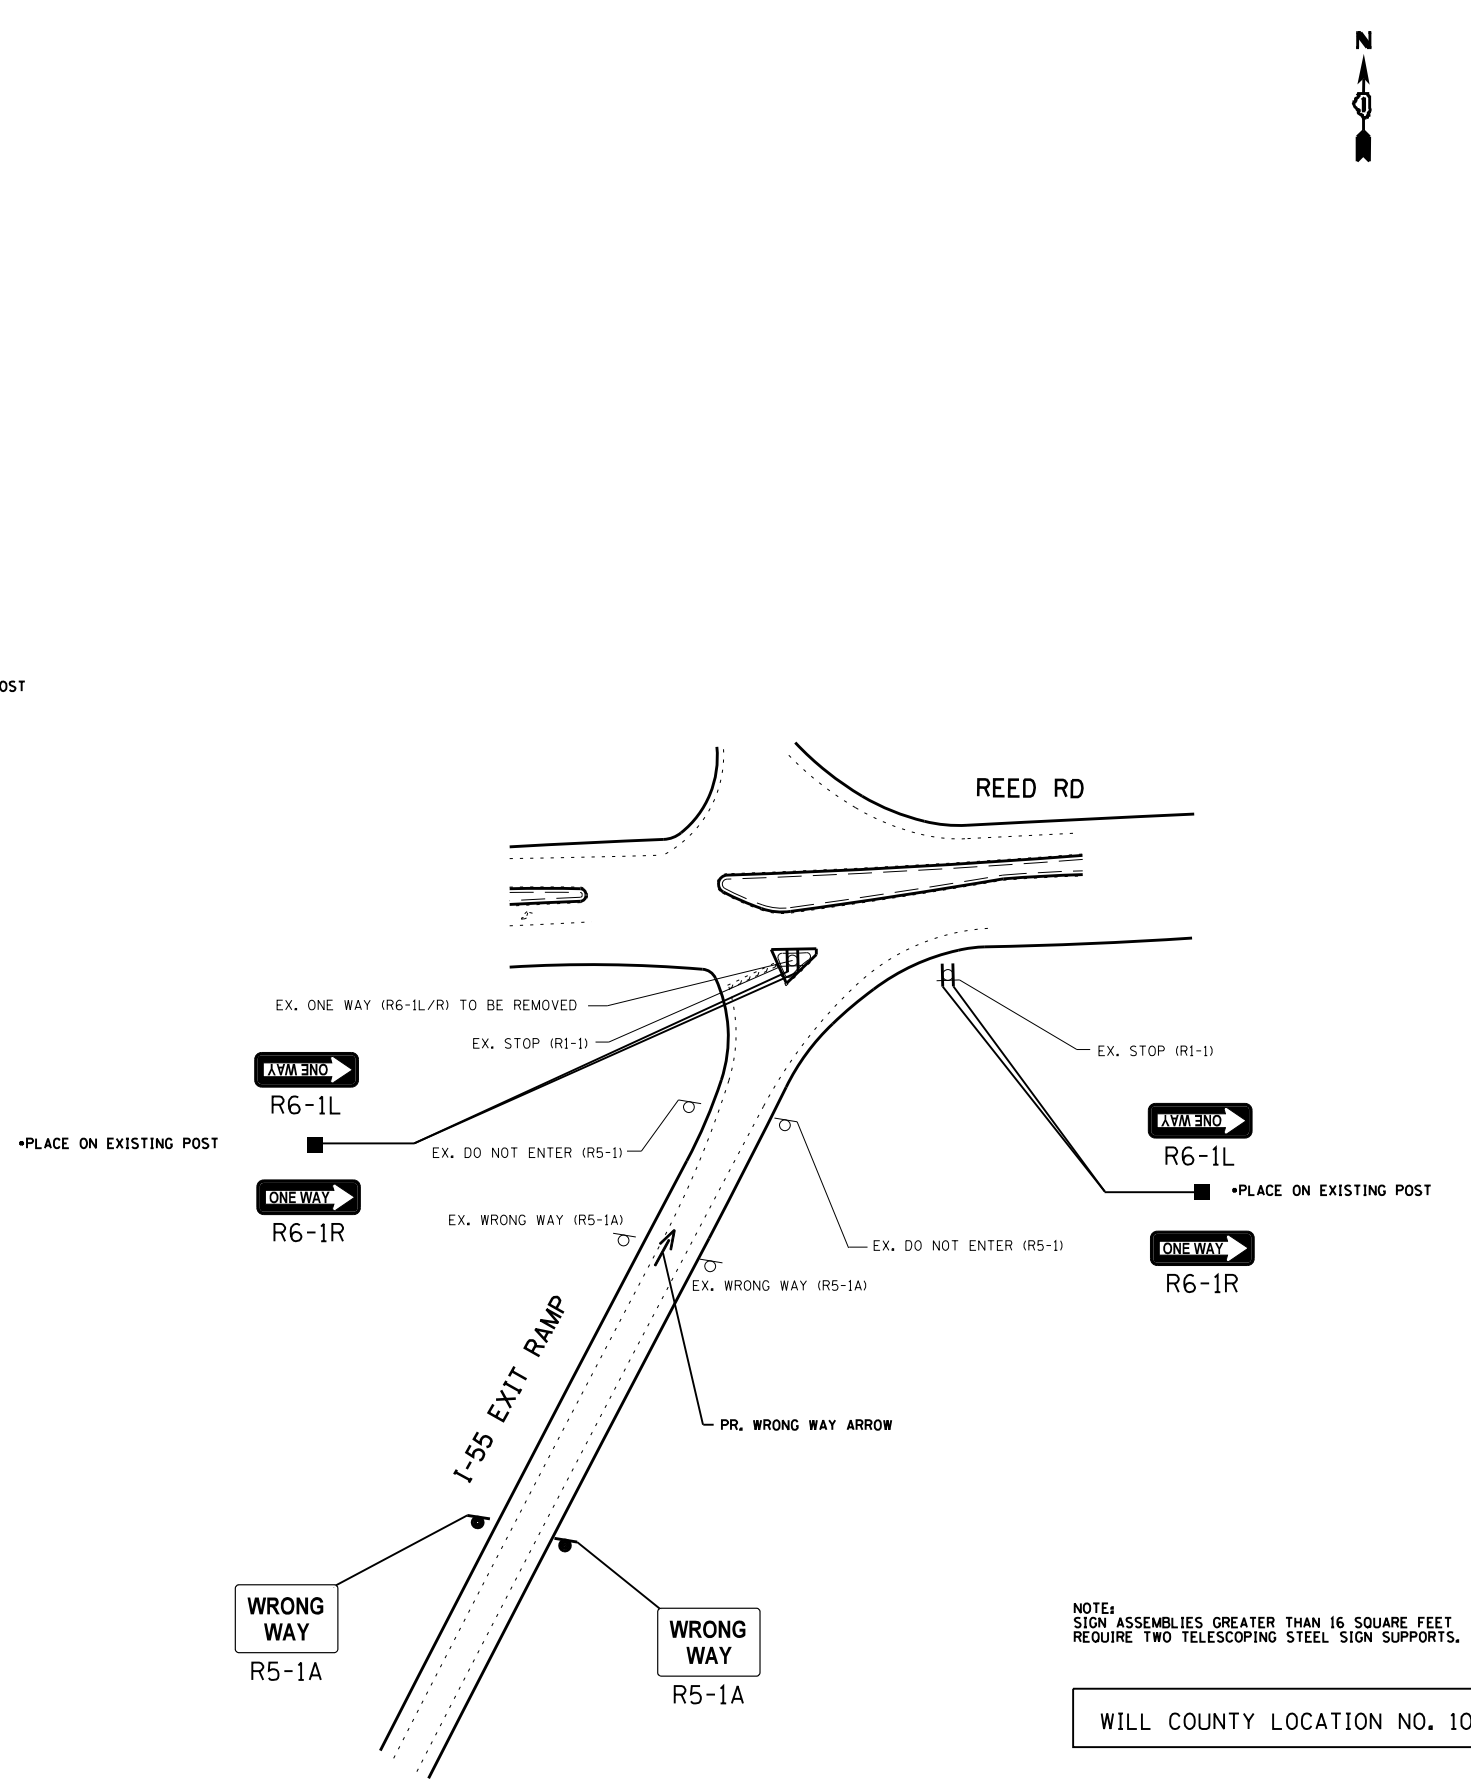 N
OST
REED RD
EX. ONE WAY (R6-1L/R) TO BE REMOVED
EX. STOP (R1-1)
EX. STOP (R1-1)
ONE WAY
R6-1L
•PLACE ON EXISTING POST
EX. DO NOT ENTER (R5-1)
ONE WAY
R6-1L
•PLACE ON EXISTING POST
ONE WAY
R6-1R
EX. WRONG WAY (R5-1A)
EX. DO NOT ENTER (R5-1)
ONE WAY
R6-1R
EX. WRONG WAY (R5-1A)
I-55 EXIT RAMP
PR. WRONG WAY ARROW
WRONG
WAY
R5-1A
WRONG
WAY
R5-1A
NOTE:
SIGN ASSEMBLIES GREATER THAN 16 SQUARE FEET
REQUIRE TWO TELESCOPING STEEL SIGN SUPPORTS.
WILL COUNTY LOCATION NO. 10